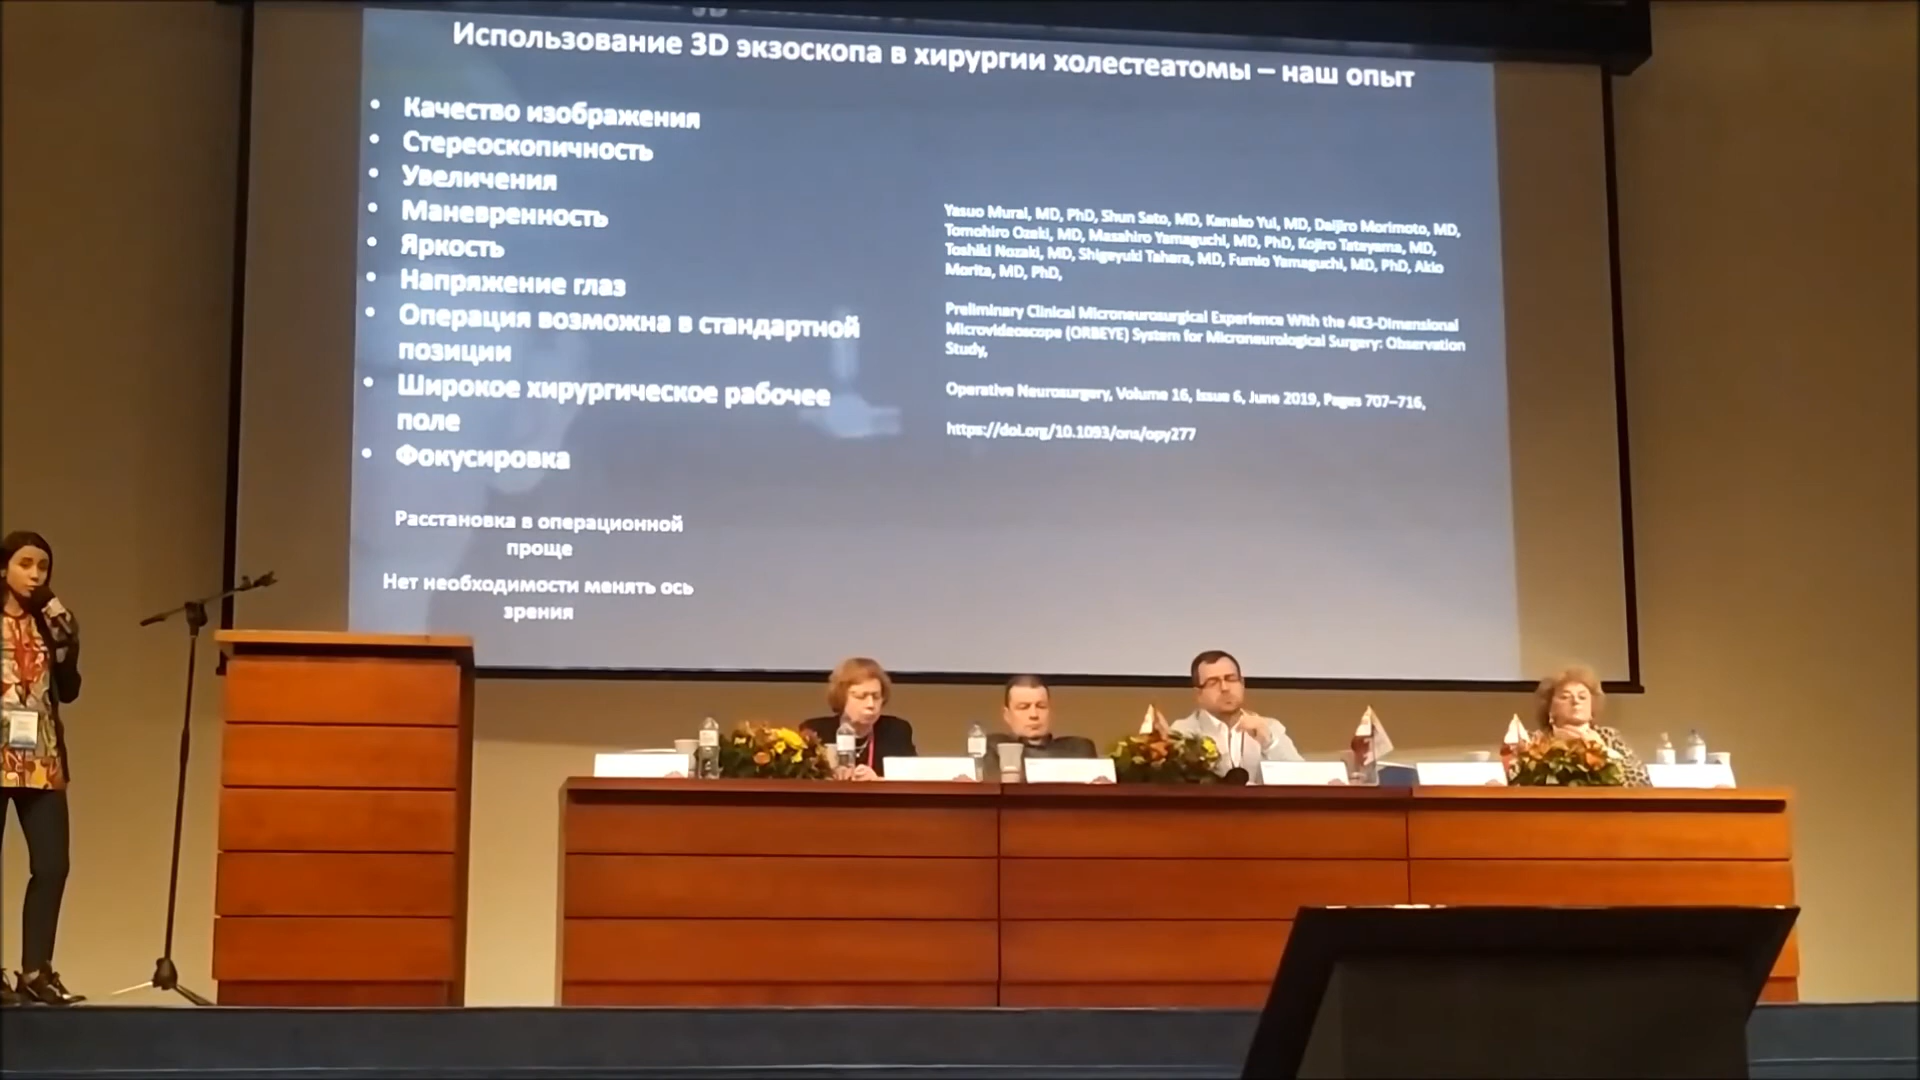 Использование 3D экзоскопа в хирургии холестеатомы – наш опыт
• Качество изображения
• Стереоскопичность
• Увеличения
• Маневренность
• Яркость
• Напряжение глаз
• Операция возможна в стандартной
позиции
• Широкое хирургическое рабочее
поле
• Фокусировка
Расстановка в операционной
проще
Нет необходимости менять ось
зрения
Yasuo Murai, MD, PhD, Shun Sato, MD, Kanako Yui, MD, Daijiro Morimoto, MD,
Tomohiro Ozaki, MD, Masahiro Yamaguchi, MD, PhD, Kojiro Tateyama, MD,
Toshiki Nozaki, MD, Shigeyuki Tahara, MD, Fumio Yamaguchi, MD, PhD, Akio
Morita, MD, PhD,
Preliminary Clinical Microneurosurgical Experience With the 4K3-Dimensional
Microvideoscope (ORBEYE) System for Microneurological Surgery: Observation
Study,
Operative Neurosurgery, Volume 16, Issue 6, June 2019, Pages 707–716,
https://doi.org/10.1093/ons/opy277